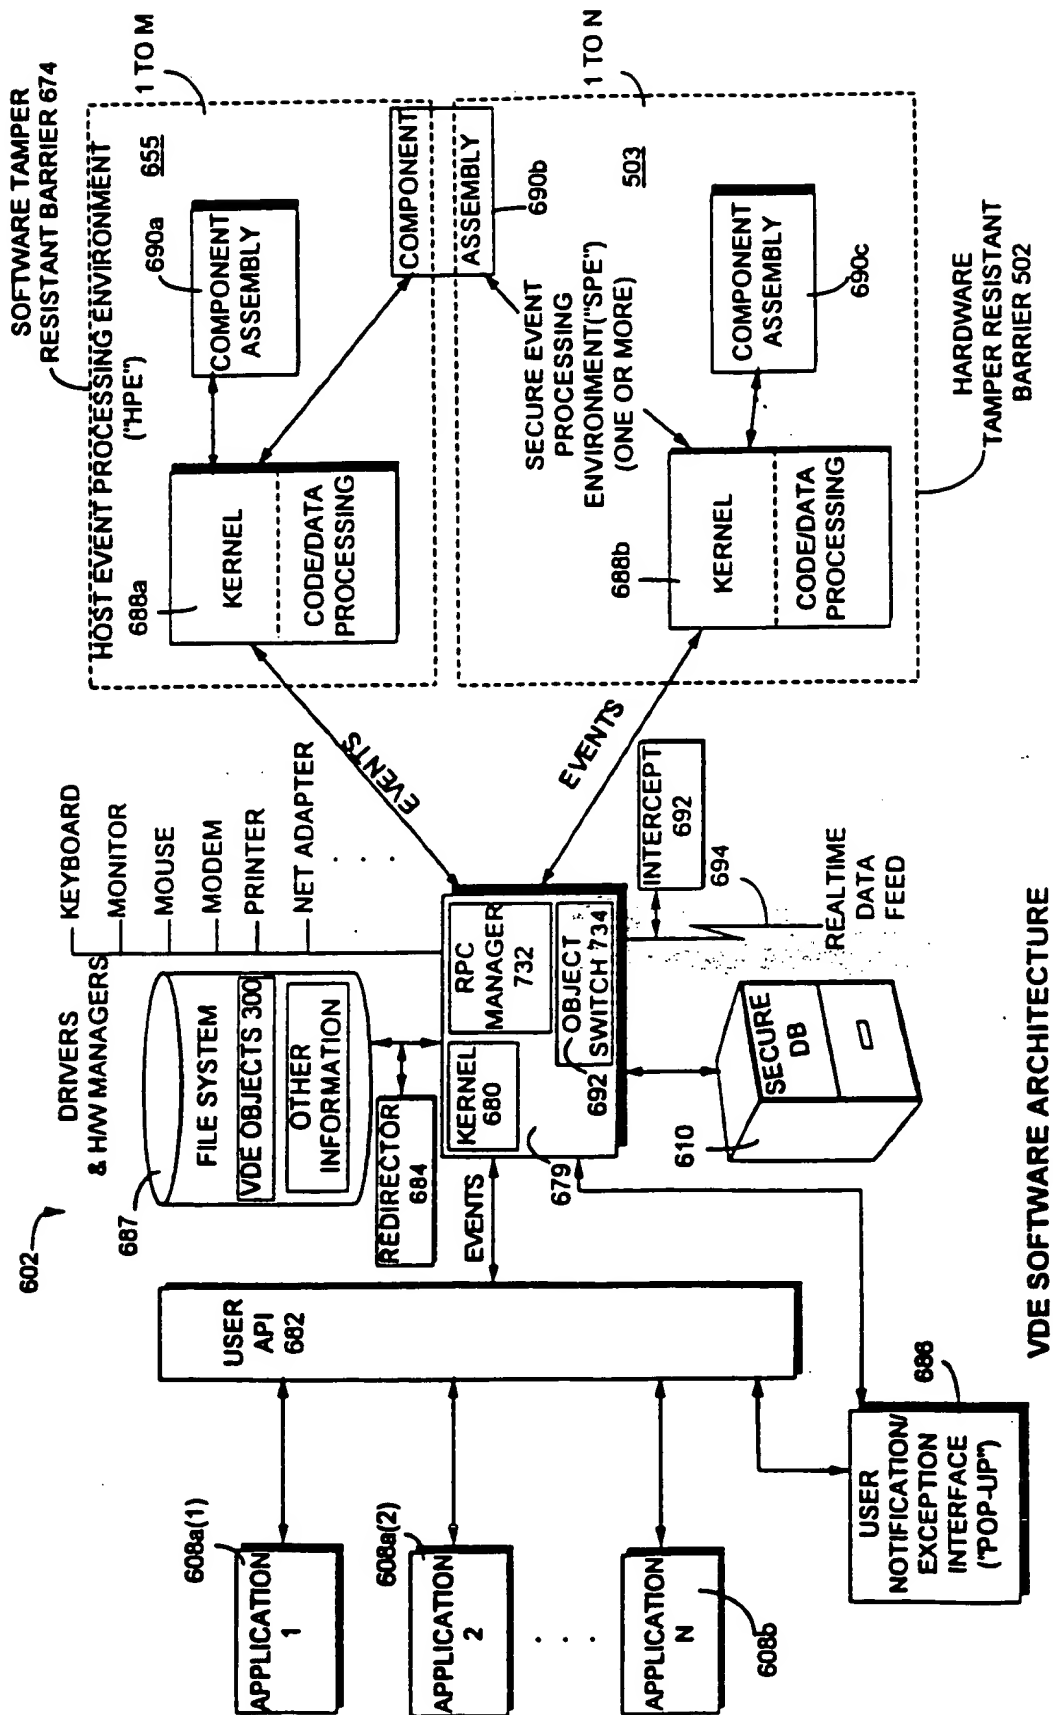 602
DRIVERS
& H/W MANAGERS
KEYBOARD
MONITOR
MOUSE
MODEM
PRINTER
NET ADAPTER
. . .
SOFTWARE TAMPER
RESISTANT BARRIER 674
HOST EVENT PROCESSING ENVIRONMENT
("HPE")
655
1 TO M
688a
KERNEL
CODE/DATA
PROCESSING
690a
COMPONENT
ASSEMBLY
COMPONENT
ASSEMBLY
690b
SECURE EVENT
PROCESSING
ENVIRONMENT("SPE")
(ONE OR MORE)
503
1 TO N
688b
KERNEL
CODE/DATA
PROCESSING
COMPONENT
ASSEMBLY
690c
HARDWARE
TAMPER RESISTANT
BARRIER 502
687
FILE SYSTEM
VDE OBJECTS 300
OTHER
INFORMATION
REDIRECTOR
684
EVENTS
EVENTS
EVENTS
KERNEL
680
RPC
MANAGER
732
OBJECT
SWITCH 734
692
679
INTERCEPT
692
694
REALTIME
DATA
FEED
SECURE
DB
610
USER
API
682
608a(1)
APPLICATION
1
608a(2)
APPLICATION
2
. . .
APPLICATION
N
608b
USER
NOTIFICATION/
EXCEPTION
INTERFACE
("POP-UP")
686
VDE SOFTWARE ARCHITECTURE